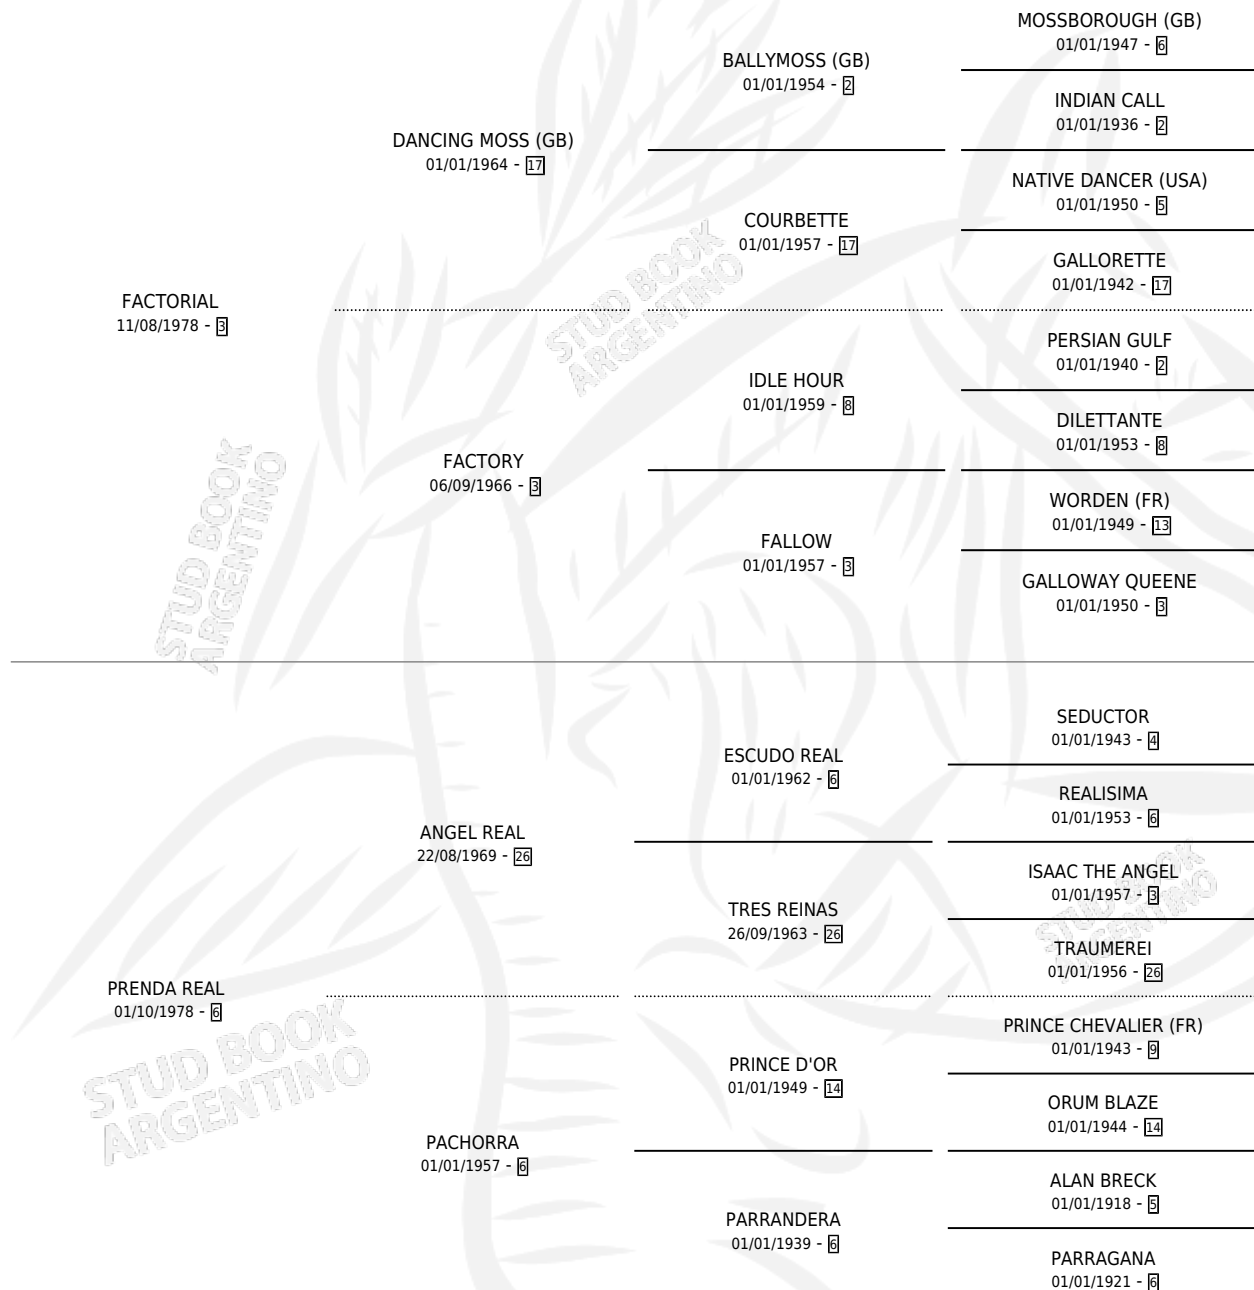 MOSSBOROUGH (GB)
01/01/1947 - 6
BALLYMOSS (GB)
01/01/1954 - 2
INDIAN CALL
01/01/1936 - 2
DANCING MOSS (GB)
01/01/1964 - 17
NATIVE DANCER (USA)
01/01/1950 - 5
COURBETTE
01/01/1957 - 17
GALLORETTE
01/01/1942 - 17
FACTORIAL
11/08/1978 - 3
PERSIAN GULF
01/01/1940 - 2
IDLE HOUR
01/01/1959 - 8
DILETTANTE
01/01/1953 - 8
FACTORY
06/09/1966 - 3
WORDEN (FR)
01/01/1949 - 13
FALLOW
01/01/1957 - 3
GALLOWAY QUEENE
01/01/1950 - 3
SEDUCTOR
01/01/1943 - 4
ESCUDO REAL
01/01/1962 - 6
REALISIMA
01/01/1953 - 6
ANGEL REAL
22/08/1969 - 26
ISAAC THE ANGEL
01/01/1957 - 3
TRES REINAS
26/09/1963 - 26
TRAUMEREI
01/01/1956 - 26
PRENDA REAL
01/10/1978 - 6
PRINCE CHEVALIER (FR)
01/01/1943 - 9
PRINCE D'OR
01/01/1949 - 14
ORUM BLAZE
01/01/1944 - 14
PACHORRA
01/01/1957 - 6
ALAN BRECK
01/01/1918 - 5
PARRANDERA
01/01/1939 - 6
PARRAGANA
01/01/1921 - 6
STUD BOOK
ARGENTINO
STUD BOOK
ARGENTINO
STUD BOOK
ARGENTINO
STUD BOOK
ARGENTINO